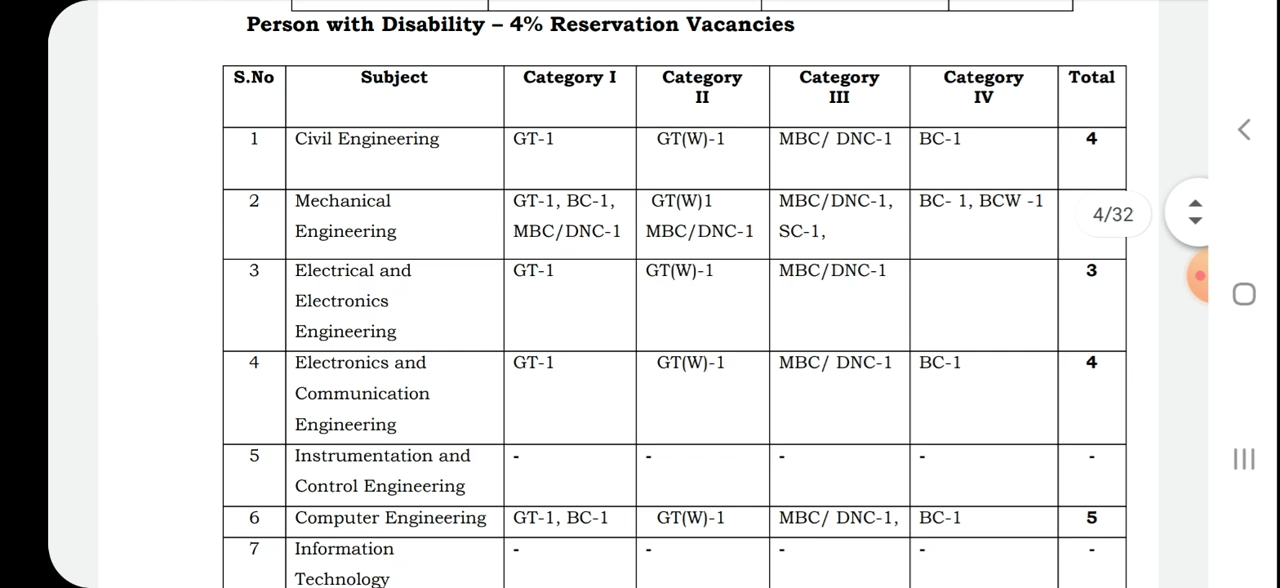 Person with Disability – 4% Reservation Vacancies
S.No Subject Category I Category II Category III Category IV Total
1 Civil Engineering GT-1 GT(W)-1 MBC/ DNC-1 BC-1 4
2 Mechanical Engineering GT-1, BC-1, MBC/DNC-1 GT(W)1 MBC/DNC-1 MBC/DNC-1, SC-1, BC- 1, BCW -1
4/32
3 Electrical and Electronics Engineering GT-1 GT(W)-1 MBC/DNC-1 3
4 Electronics and Communication Engineering GT-1 GT(W)-1 MBC/ DNC-1 BC-1 4
5 Instrumentation and Control Engineering - - - - -
6 Computer Engineering GT-1, BC-1 GT(W)-1 MBC/ DNC-1, BC-1 5
7 Information Technology - - - - -